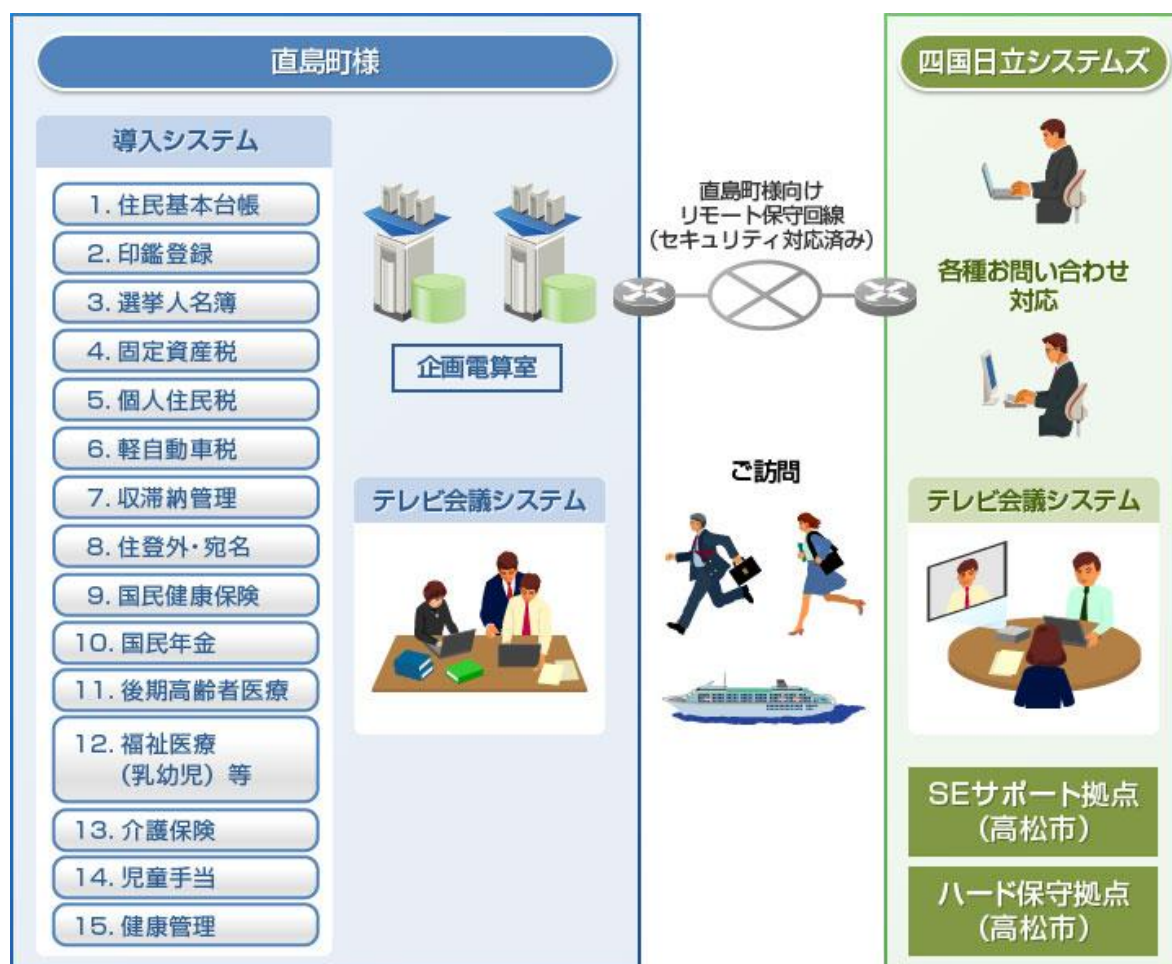 直島町様
導入システム
1. 住民基本台帳
2. 印鑑登録
3. 選挙人名簿
4. 固定資産税
5. 個人住民税
6. 軽自動車税
7. 収滞納管理
8. 住登外・宛名
9. 国民健康保険
10. 国民年金
11. 後期高齢者医療
12. 福祉医療
(乳幼児) 等
13. 介護保険
14. 児童手当
15. 健康管理
企画電算室
テレビ会議システム
直島町様向け
リモート保守回線
(セキュリティ対応済み)
ご訪問
四国日立システムズ
各種お問い合わせ
対応
テレビ会議システム
SEサポート拠点
(高松市)
ハード保守拠点
(高松市)